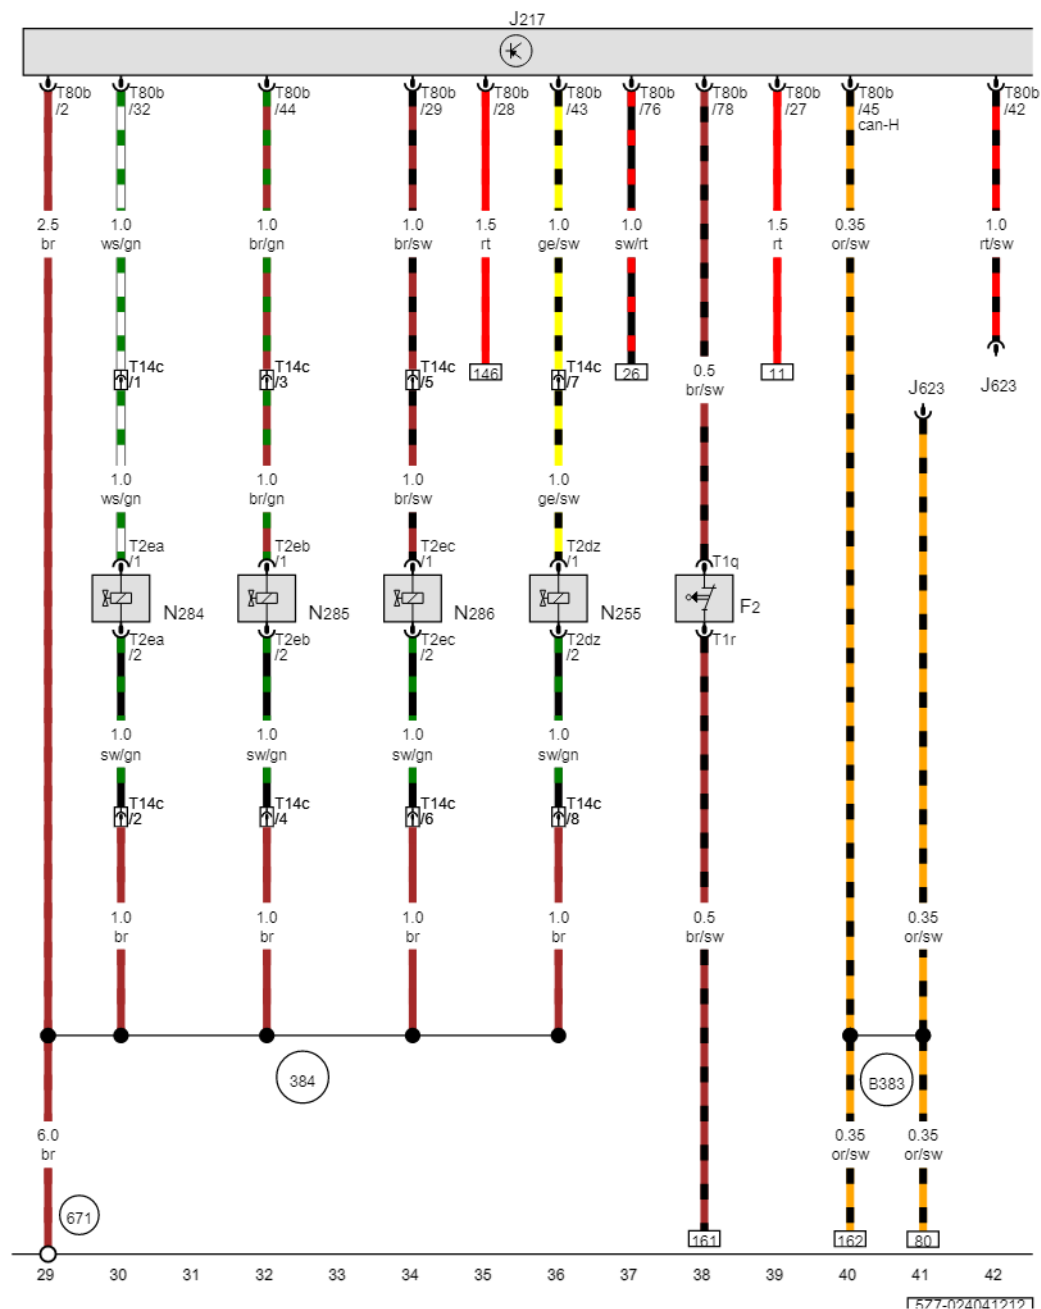 J217
T80b
/2
T80b
/32
T80b
/44
T80b
/29
T80b
/28
T80b
/43
T80b
/76
T80b
/78
T80b
/27
T80b
/45
can-H
T80b
/42
2.5
br
1.0
ws/gn
1.0
br/gn
1.0
br/sw
1.5
rt
1.0
ge/sw
1.0
sw/rt
1.5
rt
0.35
or/sw
1.0
rt/sw
T14c
/1
T14c
/3
T14c
/5
146
T14c
/7
26
0.5
br/sw
11
J623
J623
1.0
ws/gn
1.0
br/gn
1.0
br/sw
1.0
ge/sw
T2ea
/1
T2eb
/1
T2ec
/1
T2dz
/1
T1q
N284
N285
N286
N255
F2
T2ea
/2
T2eb
/2
T2ec
/2
T2dz
/2
T1r
1.0
sw/gn
1.0
sw/gn
1.0
sw/gn
1.0
sw/gn
T14c
/2
T14c
/4
T14c
/6
T14c
/8
1.0
br
1.0
br
1.0
br
1.0
br
0.5
br/sw
0.35
or/sw
384
B383
6.0
br
0.35
or/sw
0.35
or/sw
671
161
162
80
29 30 31 32 33 34 35 36 37 38 39 40 41 42
5Z7-024041212